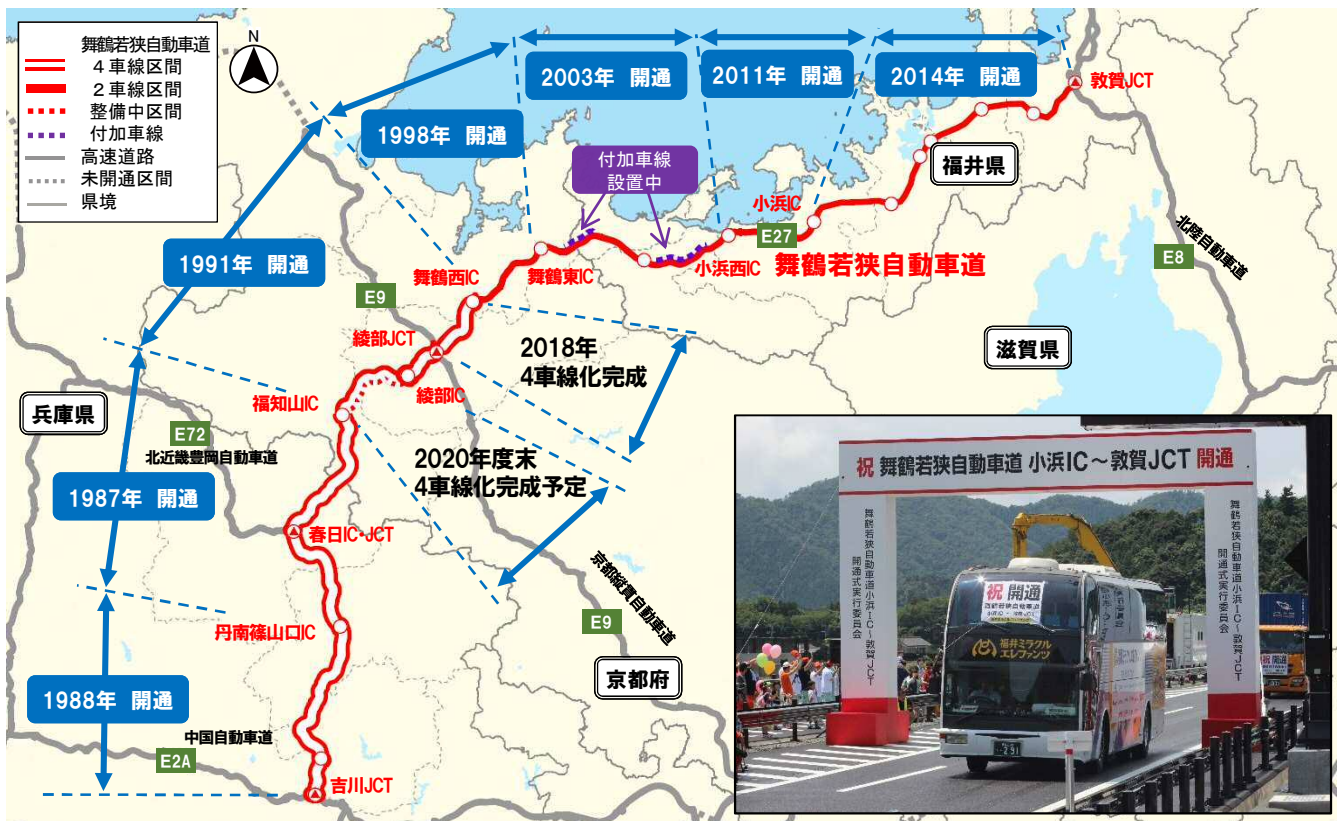 舞鶴若狭自動車道
4車線区間
2車線区間
整備中区間
付加車線
高速道路
未開通区間
県境
N
2003年 開通
2011年 開通
2014年 開通
敦賀JCT
1998年 開通
付加車線
設置中
福井県
小浜IC
E27
北陸自動車道
E8
1991年 開通
舞鶴西IC
舞鶴東IC
小浜西IC
舞鶴若狭自動車道
E9
綾部JCT
2018年
4車線化完成
滋賀県
福知山IC
綾部IC
兵庫県
E72
北近畿豊岡自動車道
2020年度末
4車線化完成予定
1987年 開通
春日IC・JCT
京都縦貫自動車道
E9
丹南篠山口IC
京都府
1988年 開通
中国自動車道
E2A
吉川JCT
祝 舞鶴若狭自動車道 小浜IC～敦賀JCT 開通
舞鶴若狭自動車道小浜IC～敦賀JCT
開通式実行委員会
舞鶴若狭自動車道小浜IC～敦賀JCT
開通式実行委員会
祝 開通
舞鶴若狭自動車道
福井ミラクル
エレファンツ
291
祝 開通